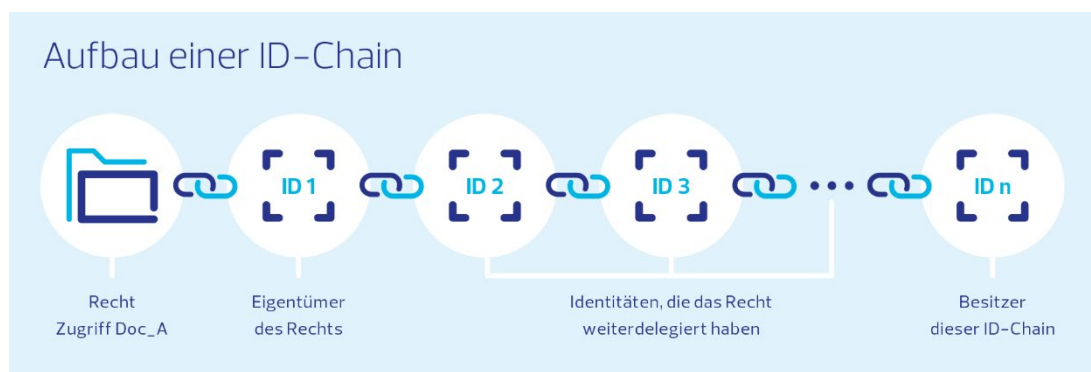 Aufbau einer ID-Chain
ID 1
ID 2
ID 3
ID n
Recht
Zugriff Doc_A
Eigentümer
des Rechts
Identitäten, die das Recht
weiterdelegiert haben
Besitzer
dieser ID-Chain